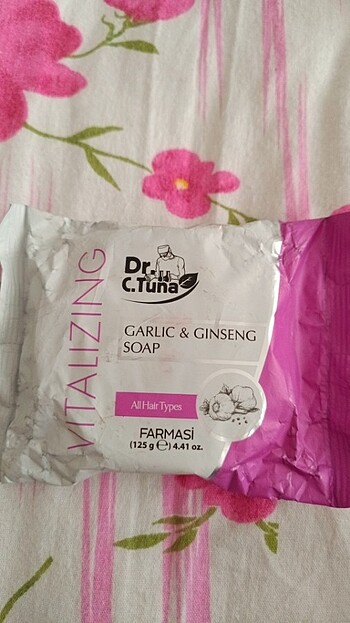 VITALIZING
Dr.
C.Tuna
GARLIC & GINSENG
SOAP
All Hair Types
FARMASi
(125 g ℮) 4.41 oz.